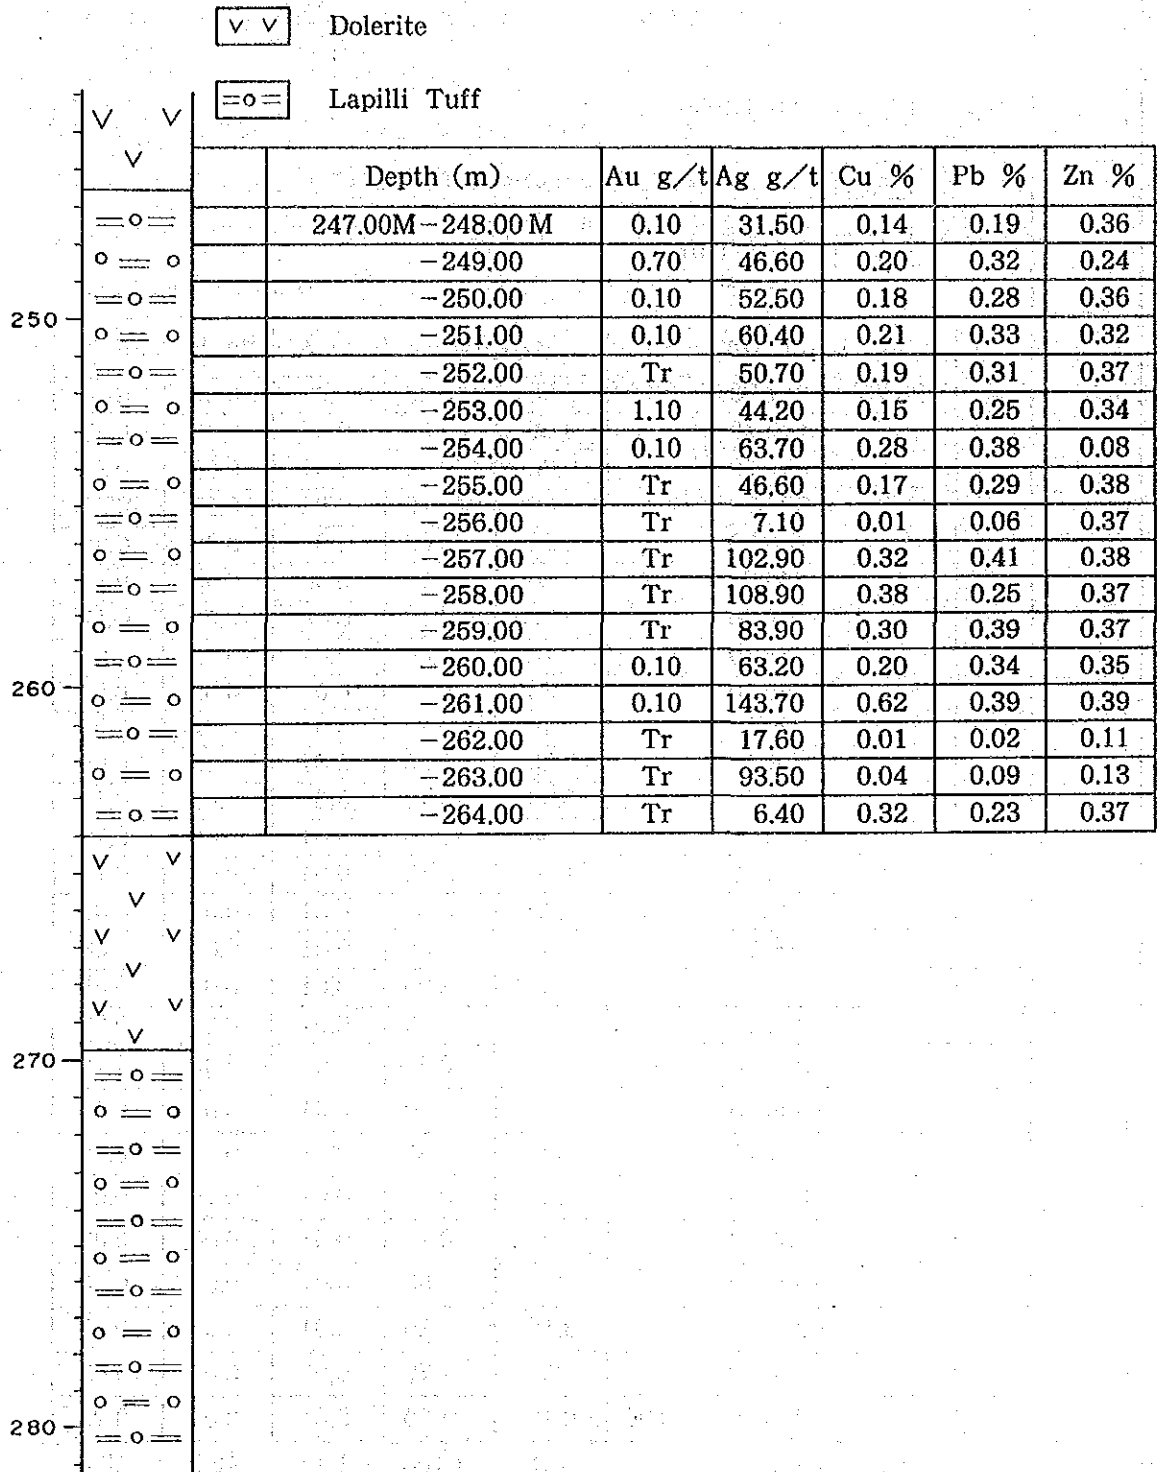 Dolerite
Lapilli Tuff
Depth (m) Au g/t Ag g/t Cu % Pb % Zn %
247.00M-248.00M 0.10 31.50 0.14 0.19 0.36
-249.00 0.70 46.60 0.20 0.32 0.24
-250.00 0.10 52.50 0.18 0.28 0.36
250
-251.00 0.10 60.40 0.21 0.33 0.32
-252.00 Tr 50.70 0.19 0.31 0.37
-253.00 1.10 44.20 0.15 0.25 0.34
-254.00 0.10 63.70 0.28 0.38 0.08
-255.00 Tr 46.60 0.17 0.29 0.38
-256.00 Tr 7.10 0.01 0.06 0.37
-257.00 Tr 102.90 0.32 0.41 0.38
-258.00 Tr 108.90 0.38 0.25 0.37
-259.00 Tr 83.90 0.30 0.39 0.37
-260.00 0.10 63.20 0.20 0.34 0.35
260
-261.00 0.10 143.70 0.62 0.39 0.39
-262.00 Tr 17.60 0.01 0.02 0.11
-263.00 Tr 93.50 0.04 0.09 0.13
-264.00 Tr 6.40 0.32 0.23 0.37
270
280